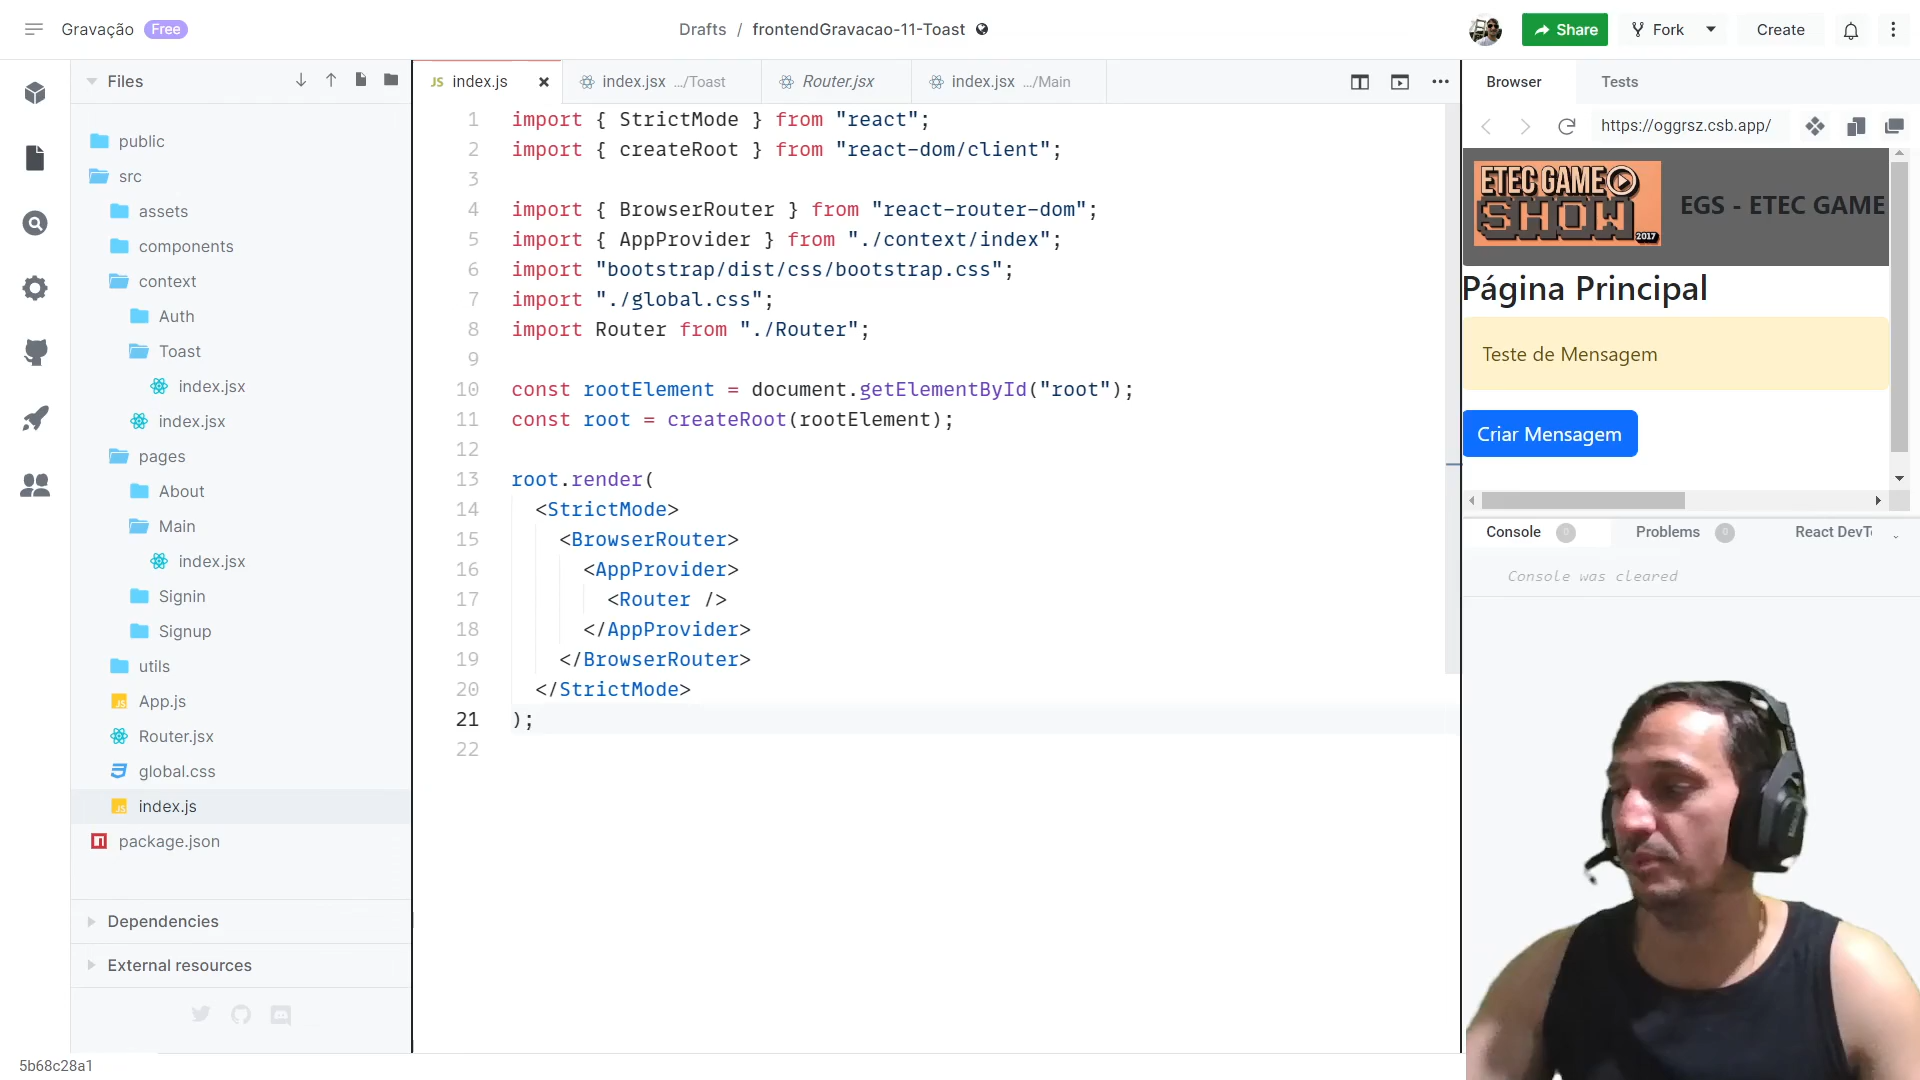 Gravação Free
Drafts / frontendGravacao-11-Toast
Share
Fork
Create
Files
public
src
assets
components
context
Auth
Toast
index.jsx
index.jsx
pages
About
Main
index.jsx
Signin
Signup
utils
App.js
Router.jsx
global.css
index.js
package.json
Dependencies
External resources
5b68c28a1
JS index.js
index.jsx .../Toast
Router.jsx
index.jsx .../Main
1 import { StrictMode } from "react";
2 import { createRoot } from "react-dom/client";
3
4 import { BrowserRouter } from "react-router-dom";
5 import { AppProvider } from "./context/index";
6 import "bootstrap/dist/css/bootstrap.css";
7 import "./global.css";
8 import Router from "./Router";
9
10 const rootElement = document.getElementById("root");
11 const root = createRoot(rootElement);
12
13 root.render(
14 <StrictMode>
15 <BrowserRouter>
16 <AppProvider>
17 <Router />
18 </AppProvider>
19 </BrowserRouter>
20 </StrictMode>
21 );
22
Browser Tests
https://oggrsz.csb.app/
ETEC GAME
SHOW
2017
EGS - ETEC GAME
Página Principal
Teste de Mensagem
Criar Mensagem
Console 0 Problems 0 React DevT
Console was cleared